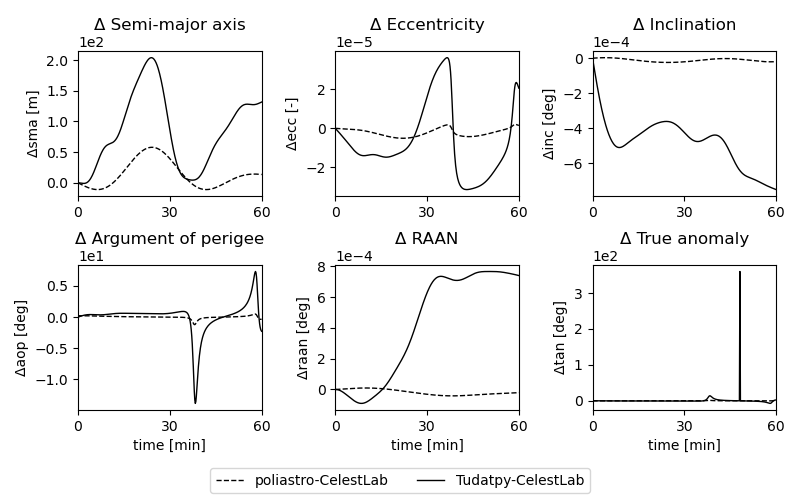 Δ Semi-major axis
1e2
Δsma [m]
2.0
1.5
1.0
0.5
0.0
0 30 60
Δ Eccentricity
1e−5
Δecc [-]
2
0
−2
0 30 60
Δ Inclination
1e−4
Δinc [deg]
0
−2
−4
−6
0 30 60
Δ Argument of perigee
1e1
Δaop [deg]
0.5
0.0
−0.5
−1.0
0 30 60
time [min]
Δ RAAN
1e−4
Δraan [deg]
8
6
4
2
0
0 30 60
time [min]
Δ True anomaly
1e2
Δtan [deg]
3
2
1
0
0 30 60
time [min]
poliastro-CelestLab Tudatpy-CelestLab